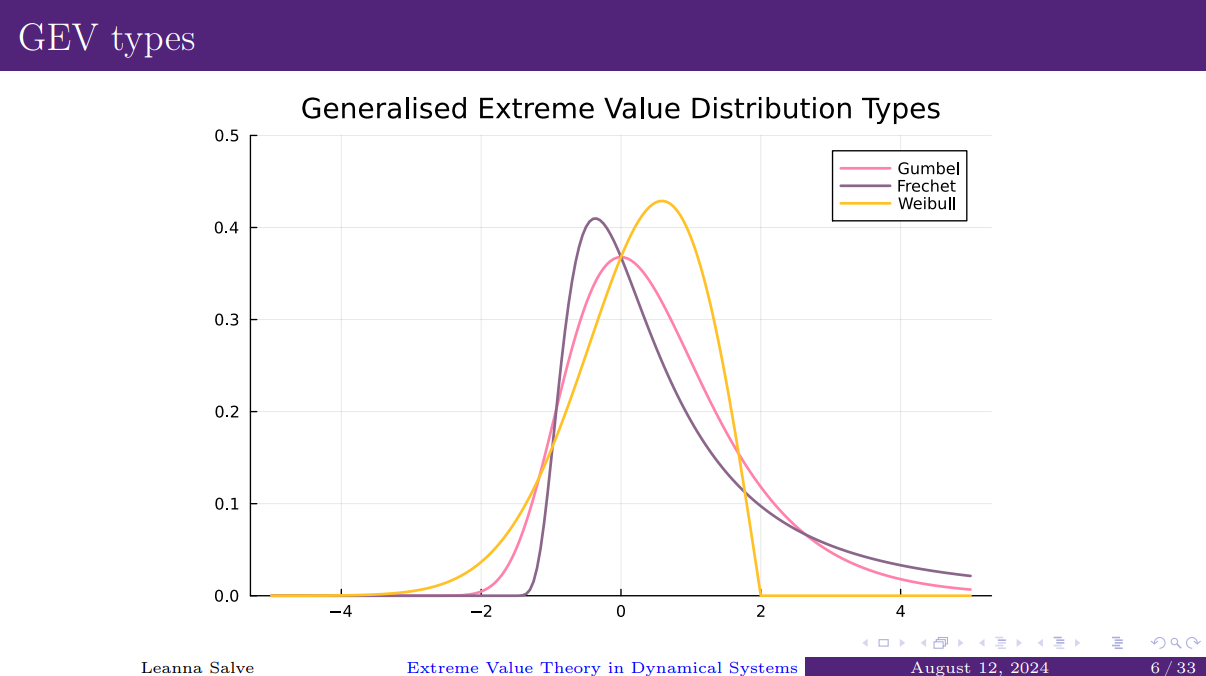 GEV types
Generalised Extreme Value Distribution Types
0.5
0.4
0.3
0.2
0.1
0.0
Gumbel
Frechet
Weibull
−4
−2
0
2
4
Leanna Salve
Extreme Value Theory in Dynamical Systems
August 12, 2024
6 / 33